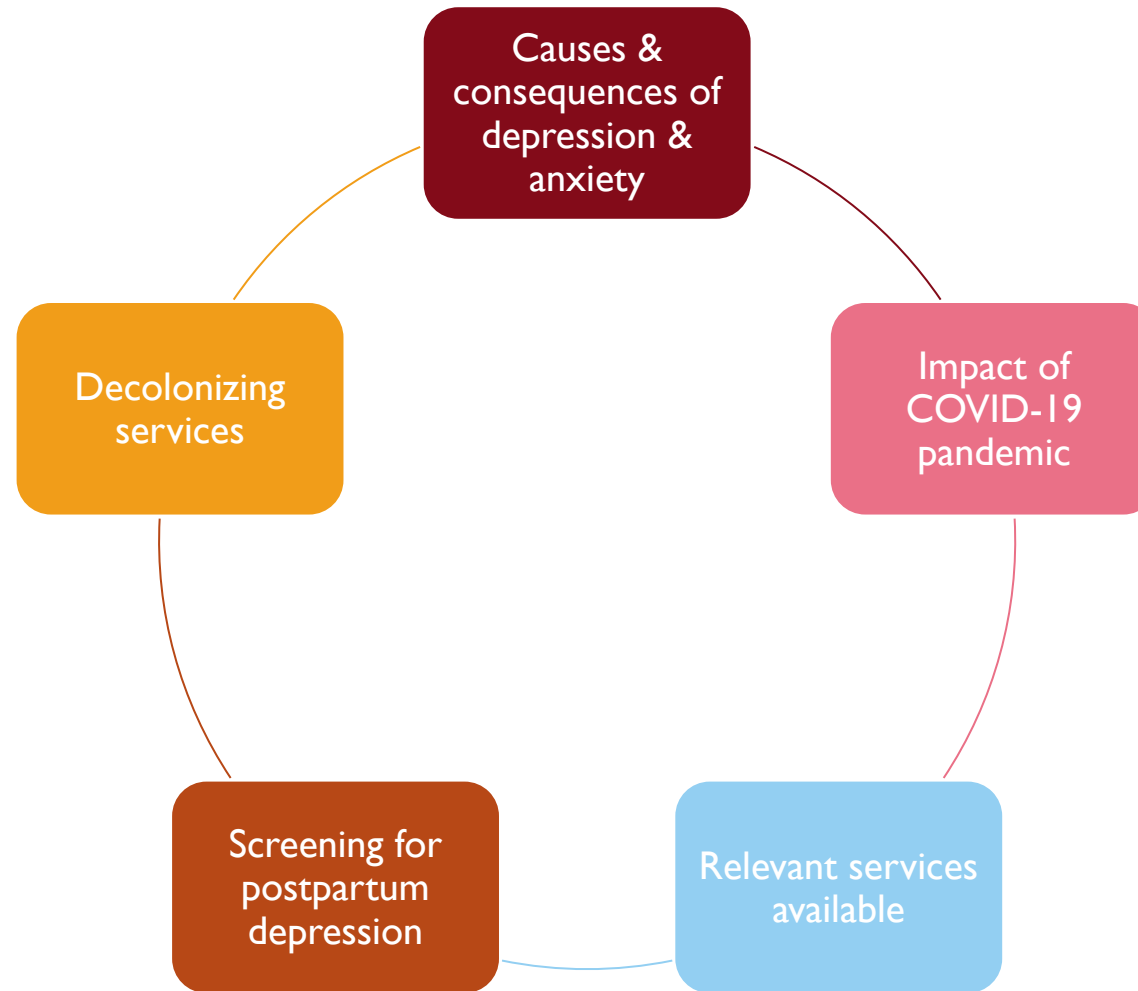 Causes &
consequences of
depression &
anxiety
Impact of
COVID-19
pandemic
Relevant services
available
Screening for
postpartum
depression
Decolonizing
services